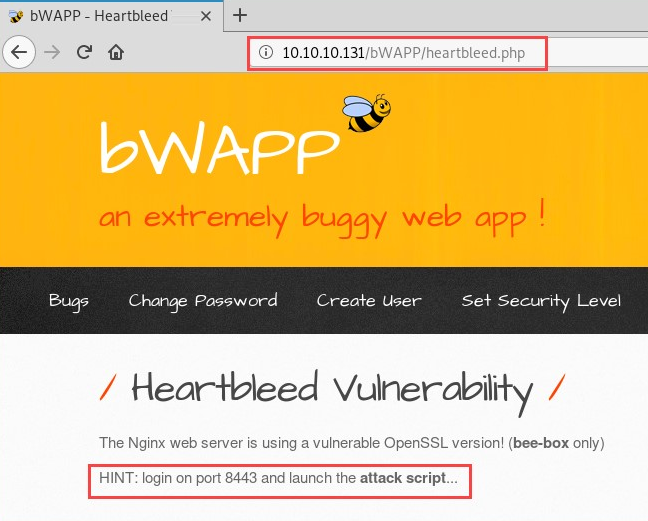 bWAPP - Heartbleed
10.10.10.131/bWAPP/heartbleed.php
bWAPP
an extremely buggy web app !
Bugs Change Password Create User Set Security Level
/ Heartbleed Vulnerability /
The Nginx web server is using a vulnerable OpenSSL version! (bee-box only)
HINT: login on port 8443 and launch the attack script...